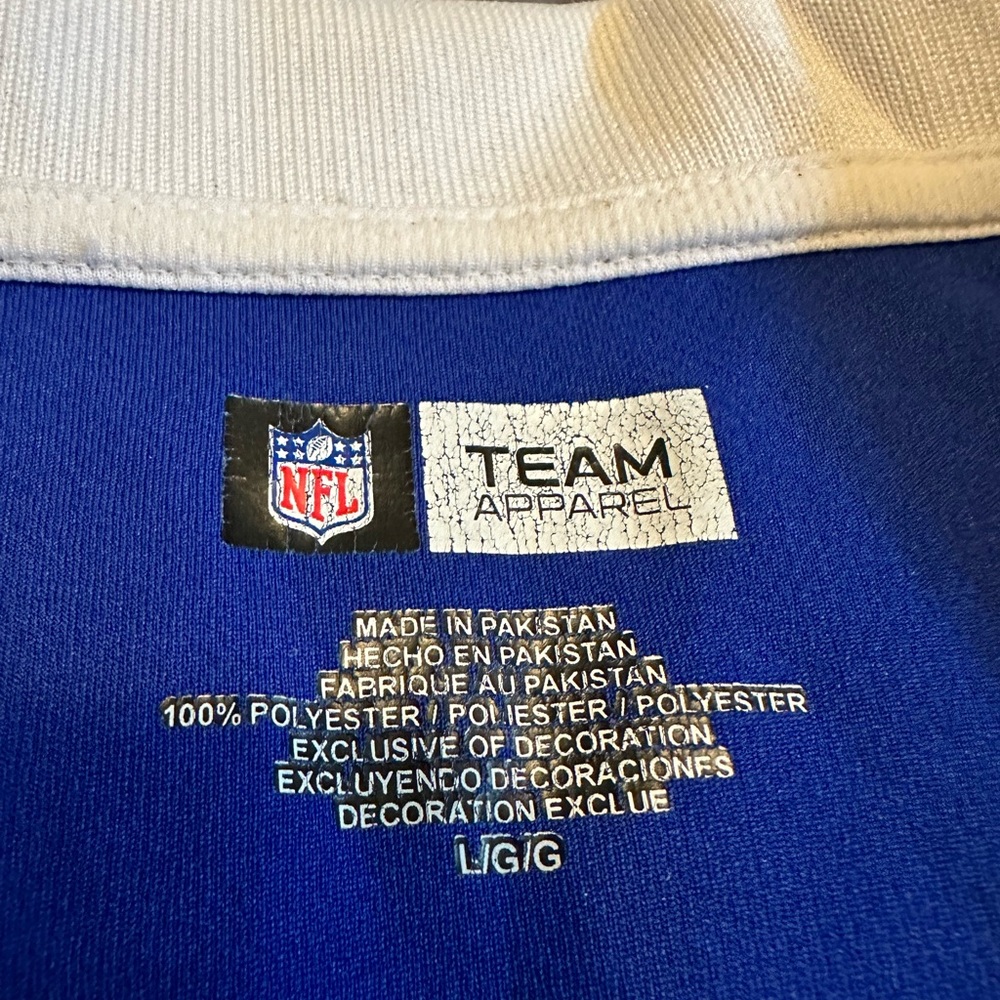 NFL
TEAM
APPAREL
MADE IN PAKISTAN
HECHO EN PAKISTAN
FABRIQUE AU PAKISTAN
100% POLYESTER / POLIESTER / POLYESTER
EXCLUSIVE OF DECORATION
EXCLUYENDO DECORACIONES
DECORATION EXCLUE
L/G/G